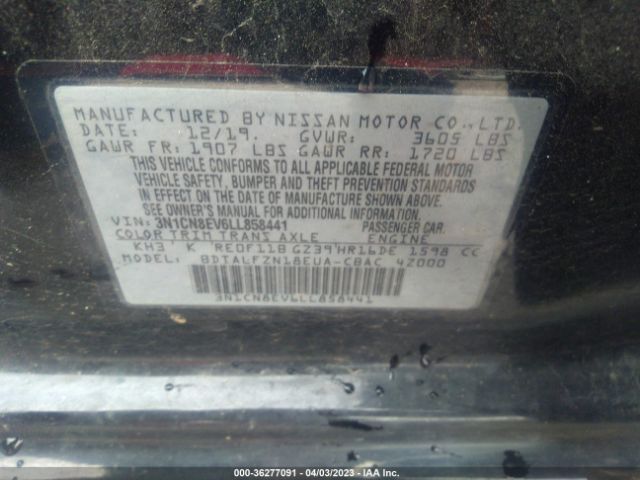 MANUFACTURED BY NISSAN MOTOR CO., LTD.
DATE: 12/19. GVWR: 3605 LBS
GAWR FR: 1907 LBS GAWR RR: 1720 LBS
THIS VEHICLE CONFORMS TO ALL APPLICABLE FEDERAL MOTOR
VEHICLE SAFETY, BUMPER AND THEFT PREVENTION STANDARDS
IN EFFECT ON THE DATE OF MANUFACTURE SHOWN ABOVE.
SEE OWNER'S MANUAL FOR ADDITIONAL INFORMATION
VIN: 3N1CN8EV6LL858441 PASSENGER CAR
COLOR TRIM TRANS AXLE ENGINE
KH3 K RE0F11B GZ39 HR16DE 1598 CC
MODEL BDTALFZN18EUA-CBAC 4Z000
3N1CN8EV6LL858441
000-36277091 - 04/03/2023 - IAA Inc.